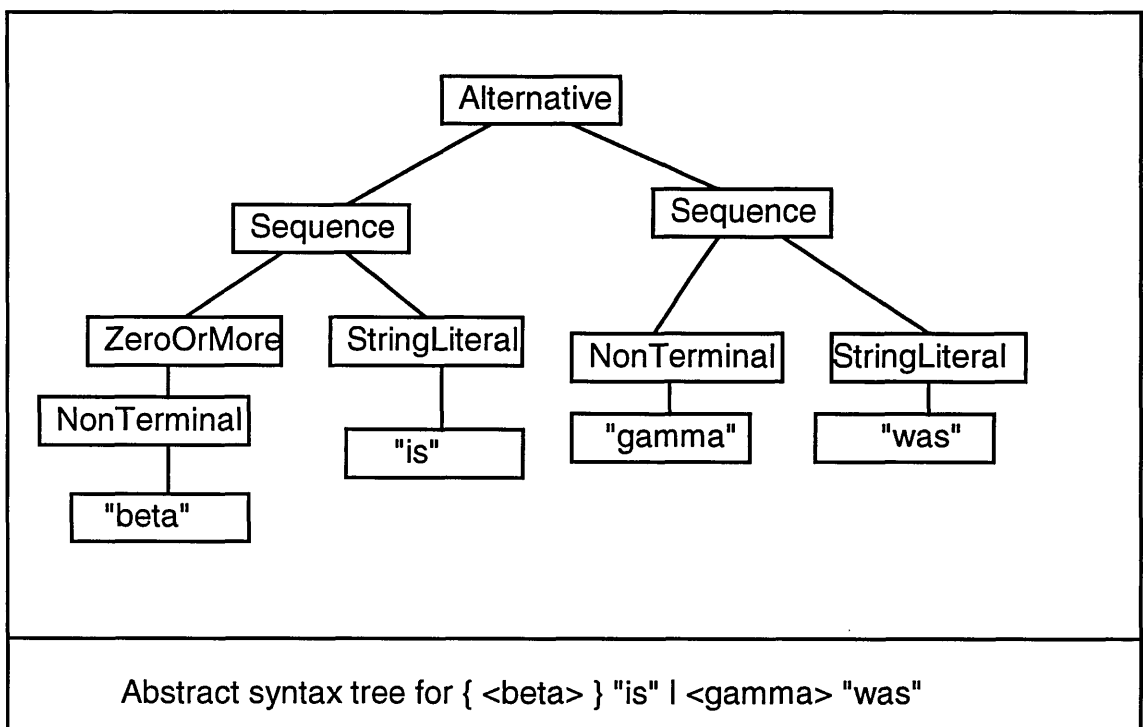 Alternative
Sequence
Sequence
ZeroOrMore
StringLiteral
NonTerminal
StringLiteral
NonTerminal
"is"
"gamma"
"was"
"beta"
Abstract syntax tree for { <beta> } "is" | <gamma> "was"